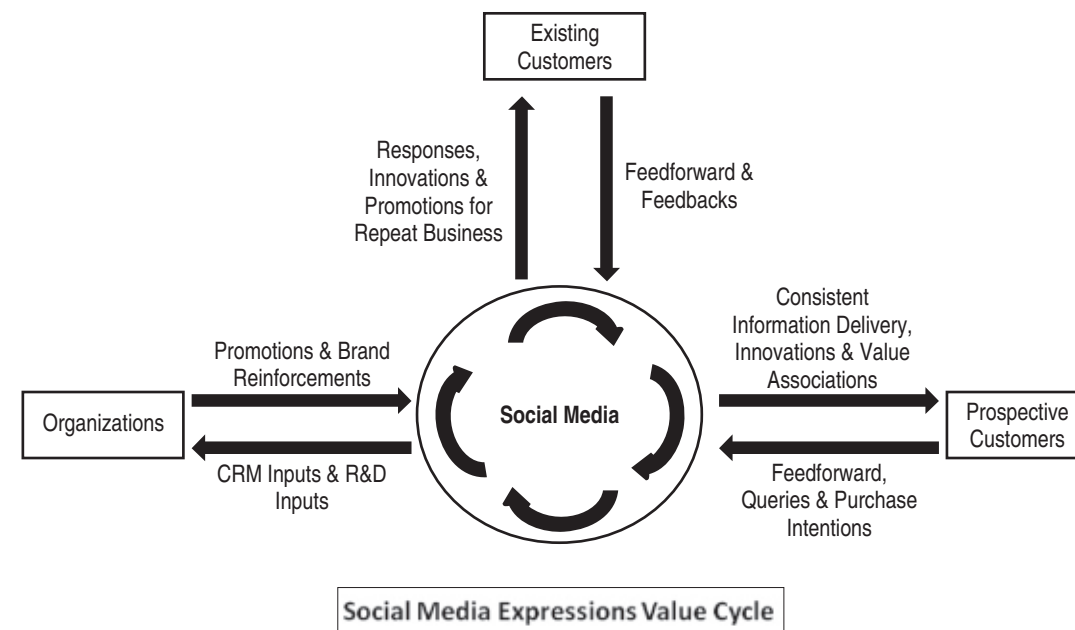 Existing
Customers
Responses,
Innovations &
Promotions for
Repeat Business
Feedforward &
Feedbacks
Consistent
Information Delivery,
Innovations & Value
Associations
Promotions & Brand
Reinforcements
Organizations
Social Media
Prospective
Customers
CRM Inputs & R&D
Inputs
Feedforward,
Queries & Purchase
Intentions
Social Media Expressions Value Cycle